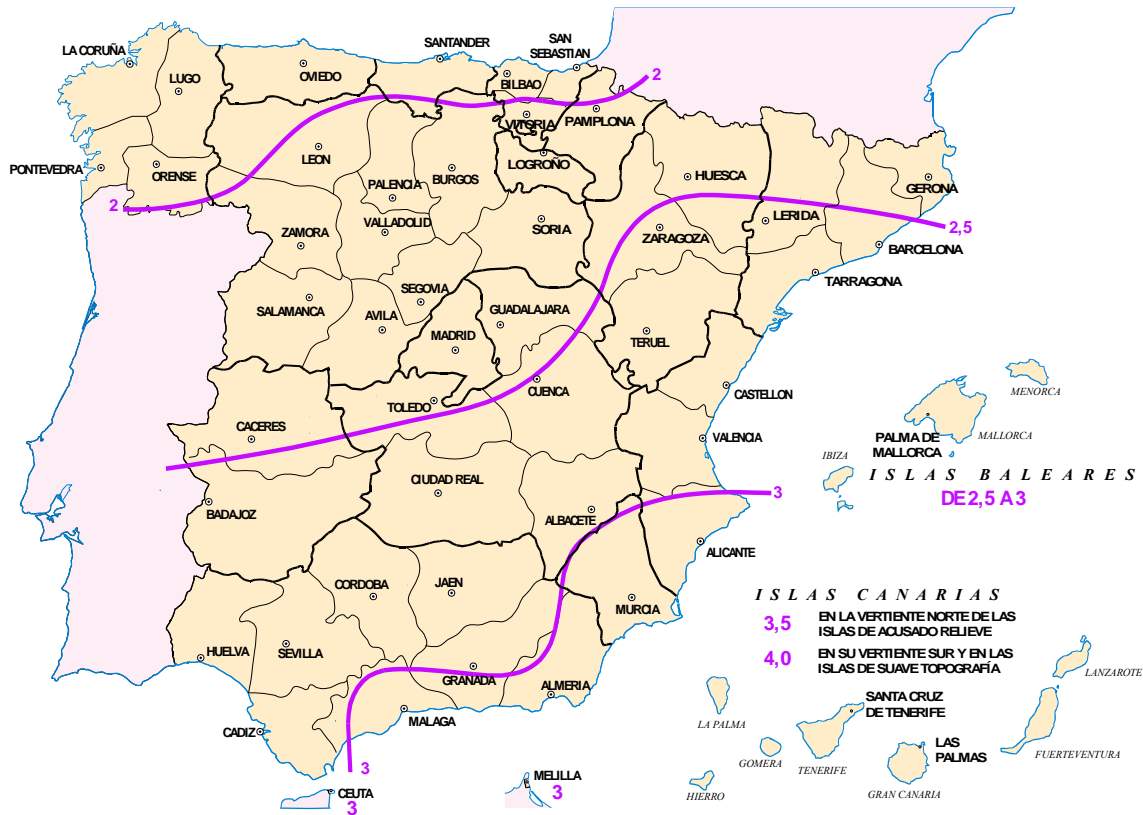 LA CORUÑA
LUGO
OVIEDO
SANTANDER
SAN
SEBASTIAN
BILBAO
2
VITORIA
PAMPLONA
PONTEVEDRA
ORENSE
LEON
PALENCIA
BURGOS
LOGROÑO
HUESCA
GERONA
2
ZAMORA
VALLADOLID
SORIA
ZARAGOZA
LERIDA
2,5
BARCELONA
TARRAGONA
SALAMANCA
AVILA
SEGOVIA
MADRID
GUADALAJARA
TERUEL
CUENCA
CASTELLON
MENORCA
MALLORCA
PALMA DE
MALLORCA
TOLEDO
CACERES
VALENCIA
IBIZA
ISLAS BALEARES
DE 2,5 A 3
CIUDAD REAL
BADAJOZ
ALBACETE
3
ALICANTE
CORDOBA
JAEN
MURCIA
HUELVA
SEVILLA
GRANADA
ALMERIA
CADIZ
MALAGA
3
CEUTA
3
MELILLA
3
ISLAS CANARIAS
3,5 EN LA VERTIENTE NORTE DE LAS
ISLAS DE ACUSADO RELIEVE
4,0 EN SU VERTIENTE SUR Y EN LAS
ISLAS DE SUAVE TOPOGRAFÍA
LANZAROTE
SANTA CRUZ
DE TENERIFE
LA PALMA
GOMERA
TENERIFE
LAS
PALMAS
FUERTEVENTURA
HIERRO
GRAN CANARIA